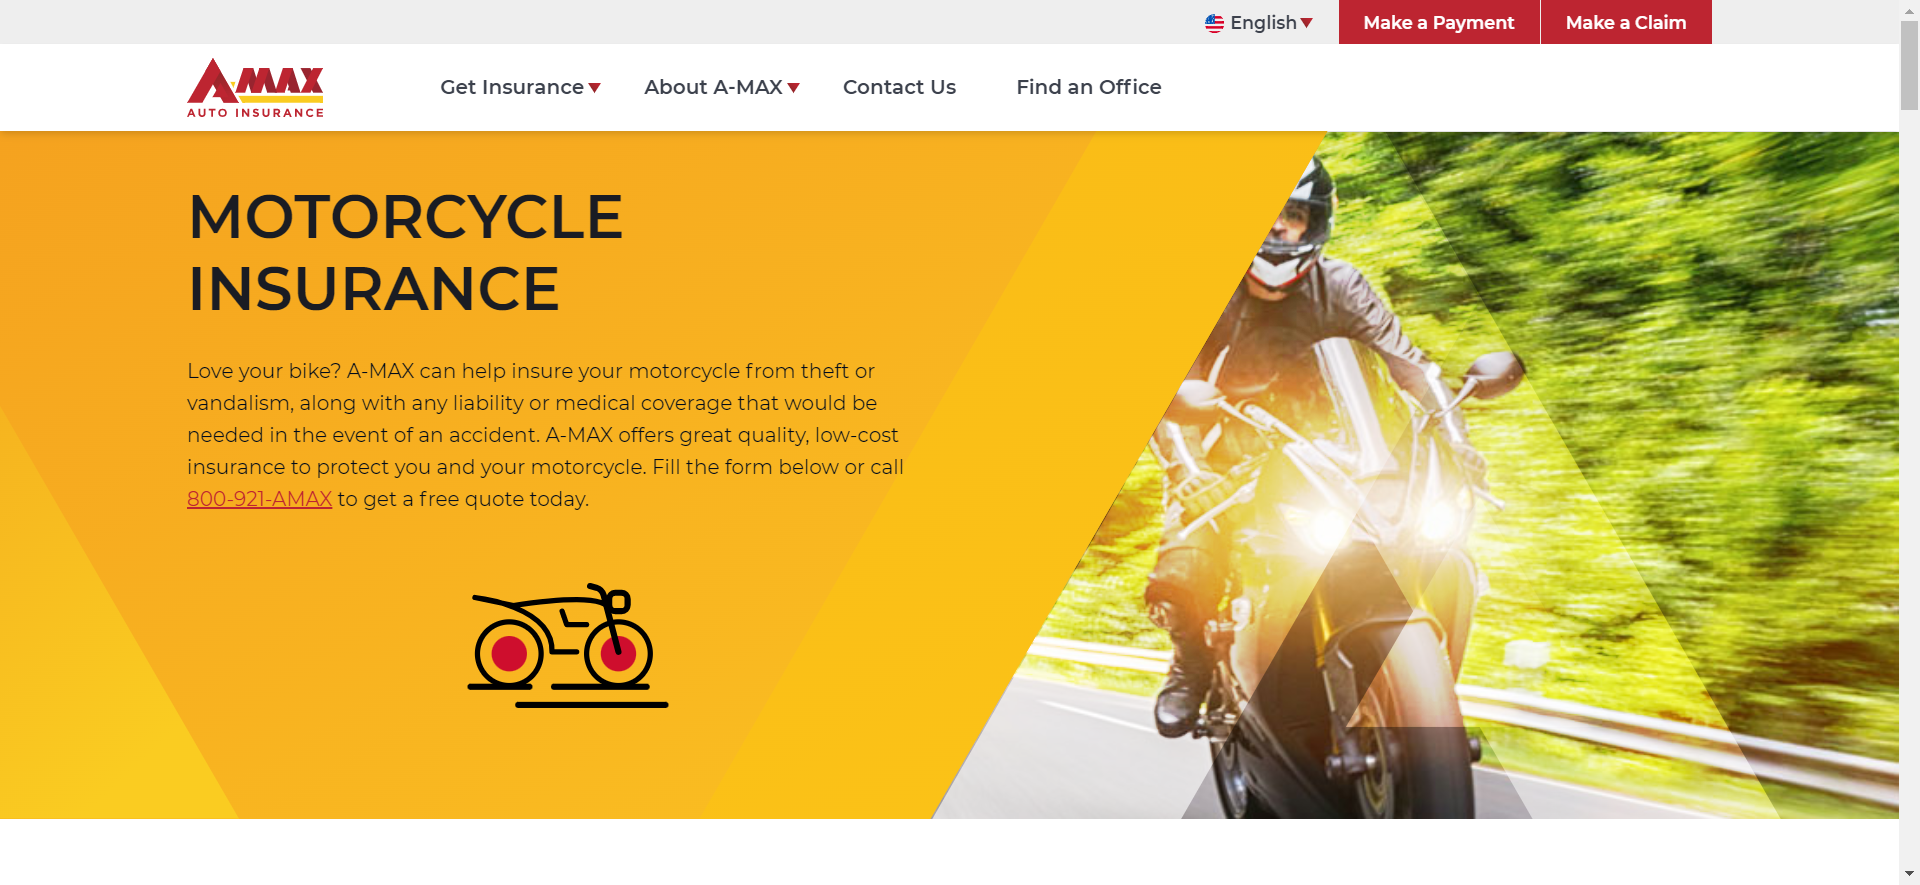 English
Make a Payment
Make a Claim
A-MAX
AUTO INSURANCE
Get Insurance
About A-MAX
Contact Us
Find an Office
MOTORCYCLE
INSURANCE
Love your bike? A-MAX can help insure your motorcycle from theft or
vandalism, along with any liability or medical coverage that would be
needed in the event of an accident. A-MAX offers great quality, low-cost
insurance to protect you and your motorcycle. Fill the form below or call
800-921-AMAX to get a free quote today.